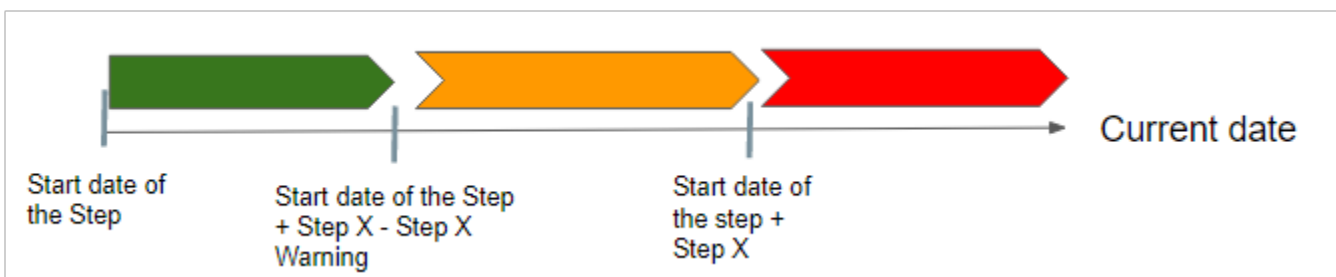 Current date
Start date of
the Step
Start date of the Step
+ Step X - Step X
Warning
Start date of
the step +
Step X